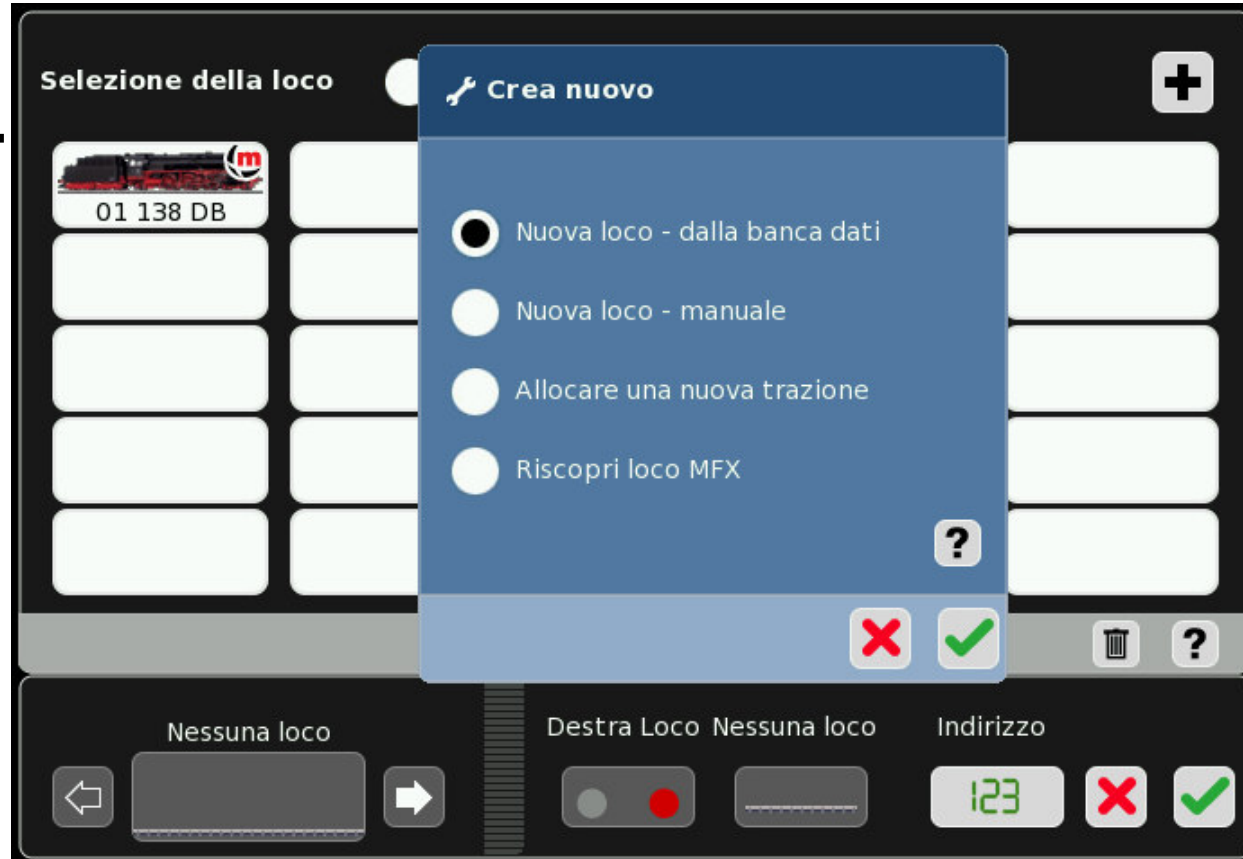 Selezione della loco
Crea nuovo
m
01 138 DB
Nuova loco - dalla banca dati
Nuova loco - manuale
Allocare una nuova trazione
Riscopri loco MFX
?
?
Nessuna loco
Destra Loco Nessuna loco Indirizzo
123